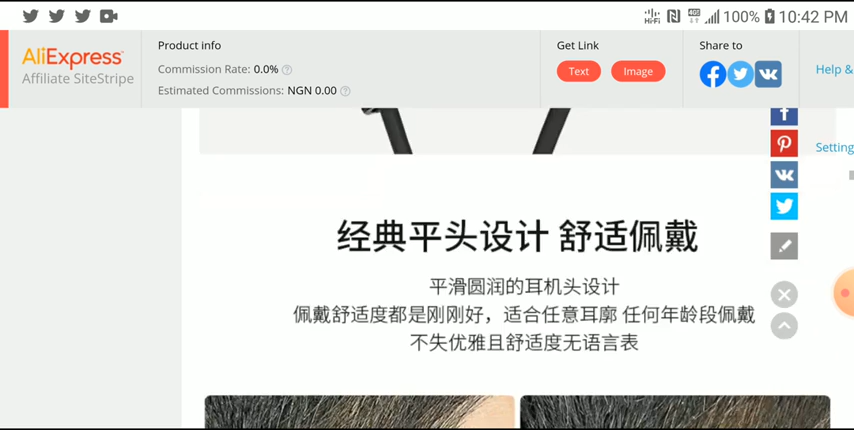 HiFi 4GE 100% 10:42 PM
AliExpress
Affiliate SiteStripe
Product info
Commission Rate: 0.0%
Estimated Commissions: NGN 0.00
Get Link
Text Image
Share to
Help &
Setting
经典平头设计 舒适佩戴
平滑圆润的耳机头设计
佩戴舒适度都是刚刚好，适合任意耳廓 任何年龄段佩戴
不失优雅且舒适度无语言表